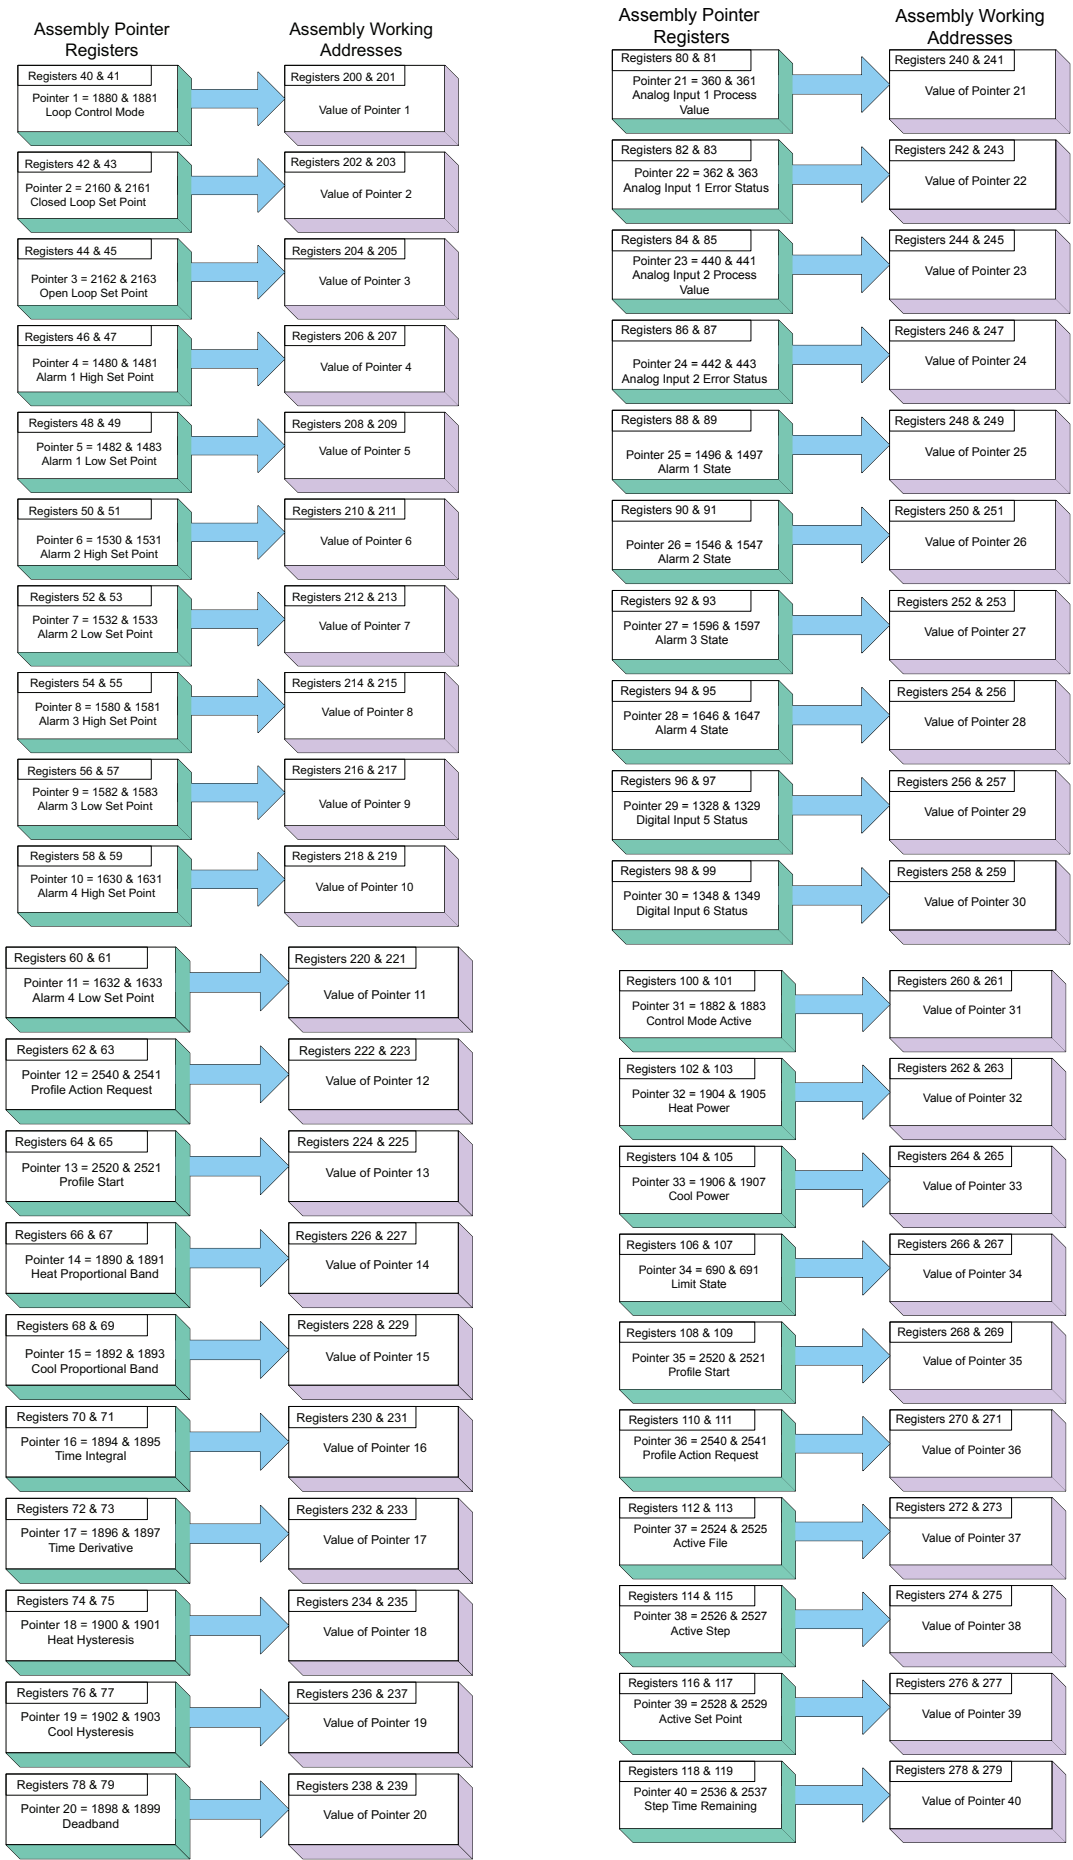 Assembly Pointer
Registers
Assembly Working
Addresses
Registers 40 & 41
Pointer 1 = 1880 & 1881
Loop Control Mode
Registers 200 & 201
Value of Pointer 1
Registers 42 & 43
Pointer 2 = 2160 & 2161
Closed Loop Set Point
Registers 202 & 203
Value of Pointer 2
Registers 44 & 45
Pointer 3 = 2162 & 2163
Open Loop Set Point
Registers 204 & 205
Value of Pointer 3
Registers 46 & 47
Pointer 4 = 1480 & 1481
Alarm 1 High Set Point
Registers 206 & 207
Value of Pointer 4
Registers 48 & 49
Pointer 5 = 1482 & 1483
Alarm 1 Low Set Point
Registers 208 & 209
Value of Pointer 5
Registers 50 & 51
Pointer 6 = 1530 & 1531
Alarm 2 High Set Point
Registers 210 & 211
Value of Pointer 6
Registers 52 & 53
Pointer 7 = 1532 & 1533
Alarm 2 Low Set Point
Registers 212 & 213
Value of Pointer 7
Registers 54 & 55
Pointer 8 = 1580 & 1581
Alarm 3 High Set Point
Registers 214 & 215
Value of Pointer 8
Registers 56 & 57
Pointer 9 = 1582 & 1583
Alarm 3 Low Set Point
Registers 216 & 217
Value of Pointer 9
Registers 58 & 59
Pointer 10 = 1630 & 1631
Alarm 4 High Set Point
Registers 218 & 219
Value of Pointer 10
Registers 60 & 61
Pointer 11 = 1632 & 1633
Alarm 4 Low Set Point
Registers 220 & 221
Value of Pointer 11
Registers 62 & 63
Pointer 12 = 2540 & 2541
Profile Action Request
Registers 222 & 223
Value of Pointer 12
Registers 64 & 65
Pointer 13 = 2520 & 2521
Profile Start
Registers 224 & 225
Value of Pointer 13
Registers 66 & 67
Pointer 14 = 1890 & 1891
Heat Proportional Band
Registers 226 & 227
Value of Pointer 14
Registers 68 & 69
Pointer 15 = 1892 & 1893
Cool Proportional Band
Registers 228 & 229
Value of Pointer 15
Registers 70 & 71
Pointer 16 = 1894 & 1895
Time Integral
Registers 230 & 231
Value of Pointer 16
Registers 72 & 73
Pointer 17 = 1896 & 1897
Time Derivative
Registers 232 & 233
Value of Pointer 17
Registers 74 & 75
Pointer 18 = 1900 & 1901
Heat Hysteresis
Registers 234 & 235
Value of Pointer 18
Registers 76 & 77
Pointer 19 = 1902 & 1903
Cool Hysteresis
Registers 236 & 237
Value of Pointer 19
Registers 78 & 79
Pointer 20 = 1898 & 1899
Deadband
Registers 238 & 239
Value of Pointer 20
Assembly Pointer
Registers
Assembly Working
Addresses
Registers 80 & 81
Pointer 21 = 360 & 361
Analog Input 1 Process
Value
Registers 240 & 241
Value of Pointer 21
Registers 82 & 83
Pointer 22 = 362 & 363
Analog Input 1 Error Status
Registers 242 & 243
Value of Pointer 22
Registers 84 & 85
Pointer 23 = 440 & 441
Analog Input 2 Process
Value
Registers 244 & 245
Value of Pointer 23
Registers 86 & 87
Pointer 24 = 442 & 443
Analog Input 2 Error Status
Registers 246 & 247
Value of Pointer 24
Registers 88 & 89
Pointer 25 = 1496 & 1497
Alarm 1 State
Registers 248 & 249
Value of Pointer 25
Registers 90 & 91
Pointer 26 = 1546 & 1547
Alarm 2 State
Registers 250 & 251
Value of Pointer 26
Registers 92 & 93
Pointer 27 = 1596 & 1597
Alarm 3 State
Registers 252 & 253
Value of Pointer 27
Registers 94 & 95
Pointer 28 = 1646 & 1647
Alarm 4 State
Registers 254 & 256
Value of Pointer 28
Registers 96 & 97
Pointer 29 = 1328 & 1329
Digital Input 5 Status
Registers 256 & 257
Value of Pointer 29
Registers 98 & 99
Pointer 30 = 1348 & 1349
Digital Input 6 Status
Registers 258 & 259
Value of Pointer 30
Registers 100 & 101
Pointer 31 = 1882 & 1883
Control Mode Active
Registers 260 & 261
Value of Pointer 31
Registers 102 & 103
Pointer 32 = 1904 & 1905
Heat Power
Registers 262 & 263
Value of Pointer 32
Registers 104 & 105
Pointer 33 = 1906 & 1907
Cool Power
Registers 264 & 265
Value of Pointer 33
Registers 106 & 107
Pointer 34 = 690 & 691
Limit State
Registers 266 & 267
Value of Pointer 34
Registers 108 & 109
Pointer 35 = 2520 & 2521
Profile Start
Registers 268 & 269
Value of Pointer 35
Registers 110 & 111
Pointer 36 = 2540 & 2541
Profile Action Request
Registers 270 & 271
Value of Pointer 36
Registers 112 & 113
Pointer 37 = 2524 & 2525
Active File
Registers 272 & 273
Value of Pointer 37
Registers 114 & 115
Pointer 38 = 2526 & 2527
Active Step
Registers 274 & 275
Value of Pointer 38
Registers 116 & 117
Pointer 39 = 2528 & 2529
Active Set Point
Registers 276 & 277
Value of Pointer 39
Registers 118 & 119
Pointer 40 = 2536 & 2537
Step Time Remaining
Registers 278 & 279
Value of Pointer 40